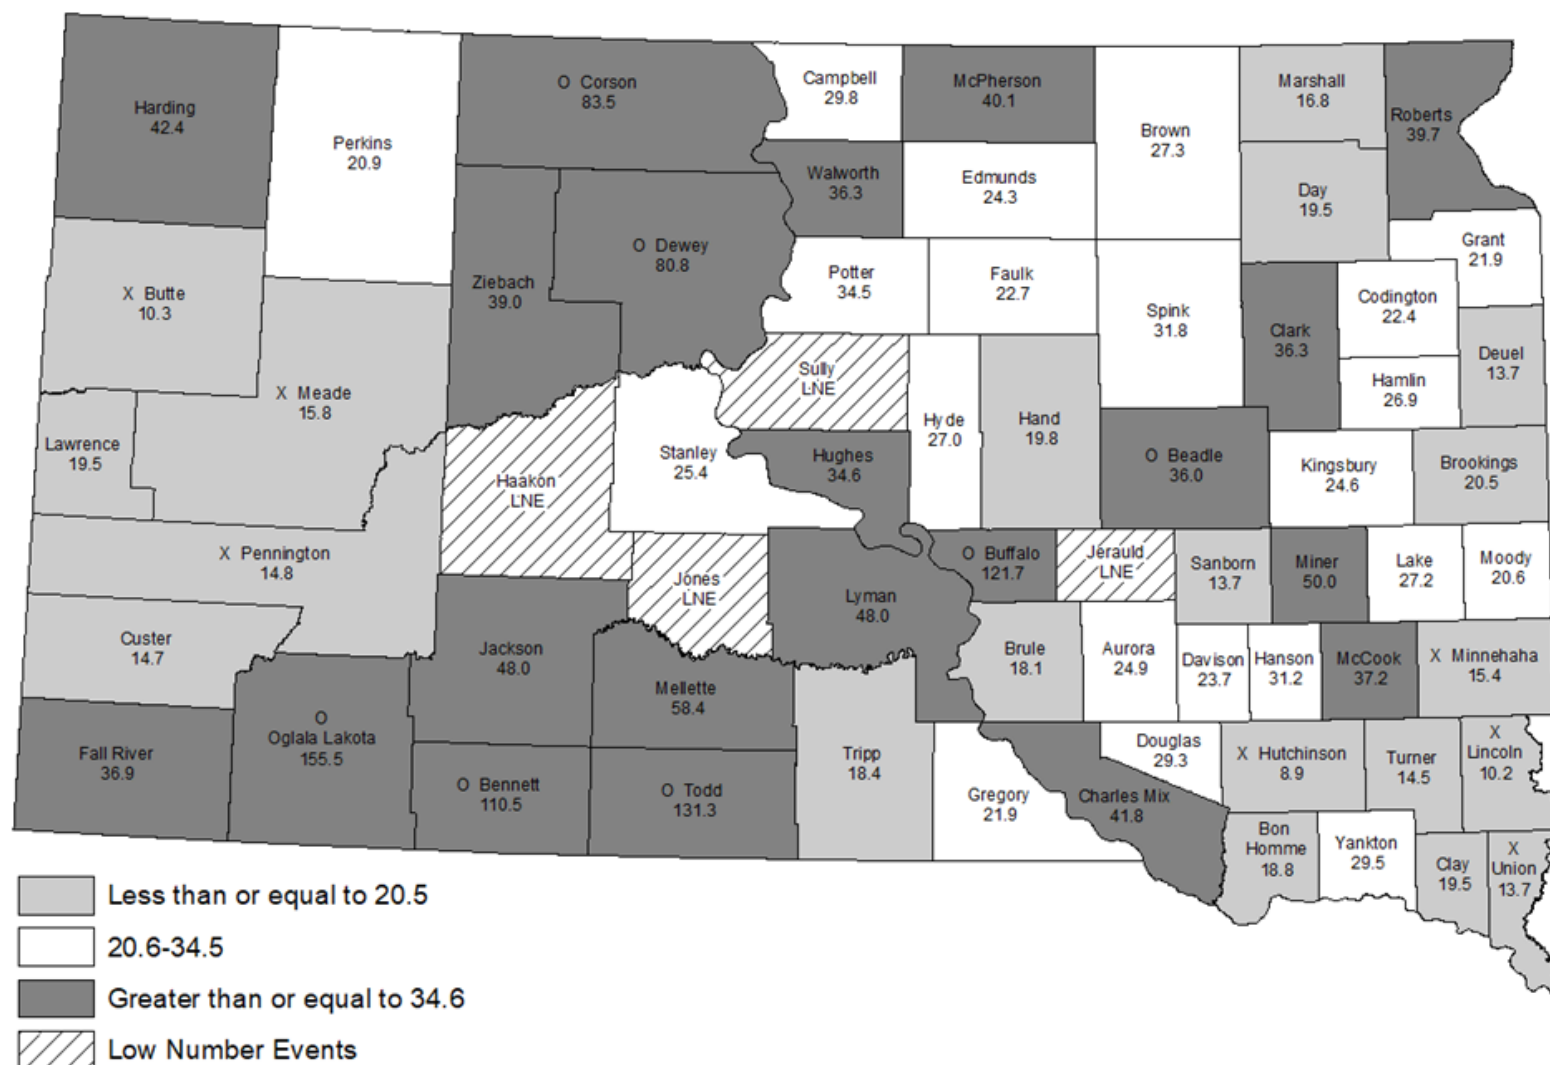 Harding
42.4
Perkins
20.9
O Corson
83.5
Campbell
29.8
McPherson
40.1
Brown
27.3
Marshall
16.8
Roberts
39.7
Walworth
36.3
Edmunds
24.3
Day
19.5
Grant
21.9
X Butte
10.3
Ziebach
39.0
O Dewey
80.8
Potter
34.5
Faulk
22.7
Spink
31.8
Clark
36.3
Codington
22.4
Hamlin
26.9
Deuel
13.7
X Meade
15.8
Lawrence
19.5
Haakon
LNE
Stanley
25.4
Sully
LNE
Hughes
34.6
Hyde
27.0
Hand
19.8
O Beadle
36.0
Kingsbury
24.6
Brookings
20.5
X Pennington
14.8
Jones
LNE
Lyman
48.0
O Buffalo
121.7
Jerauld
LNE
Sanborn
13.7
Miner
50.0
Lake
27.2
Moody
20.6
Custer
14.7
Jackson
48.0
Mellette
58.4
Brule
18.1
Aurora
24.9
Davison
23.7
Hanson
31.2
McCook
37.2
X Minnehaha
15.4
Fall River
36.9
O
Oglala Lakota
155.5
O Bennett
110.5
O Todd
131.3
Tripp
18.4
Gregory
21.9
Charles Mix
41.8
Douglas
29.3
X Hutchinson
8.9
Turner
14.5
X
Lincoln
10.2
Bon
Homme
18.8
Yankton
29.5
Clay
19.5
X
Union
13.7
Less than or equal to 20.5
20.6-34.5
Greater than or equal to 34.6
Low Number Events